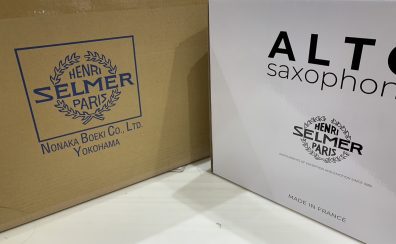 HENRI
SELMER
PARIS
NONAKA BOEKI CO., LTD.
YOKOHAMA
ALTO
saxophon
HENRI
SELMER
PARIS
MADE IN FRANCE